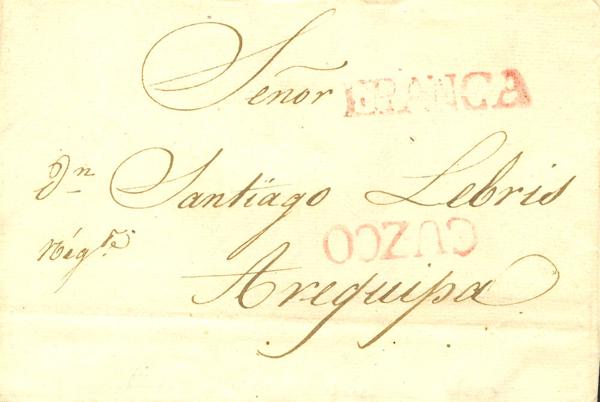 Señor FRANCA
Dn Santiago Lebris
Negte
CUZCO
Arequipa